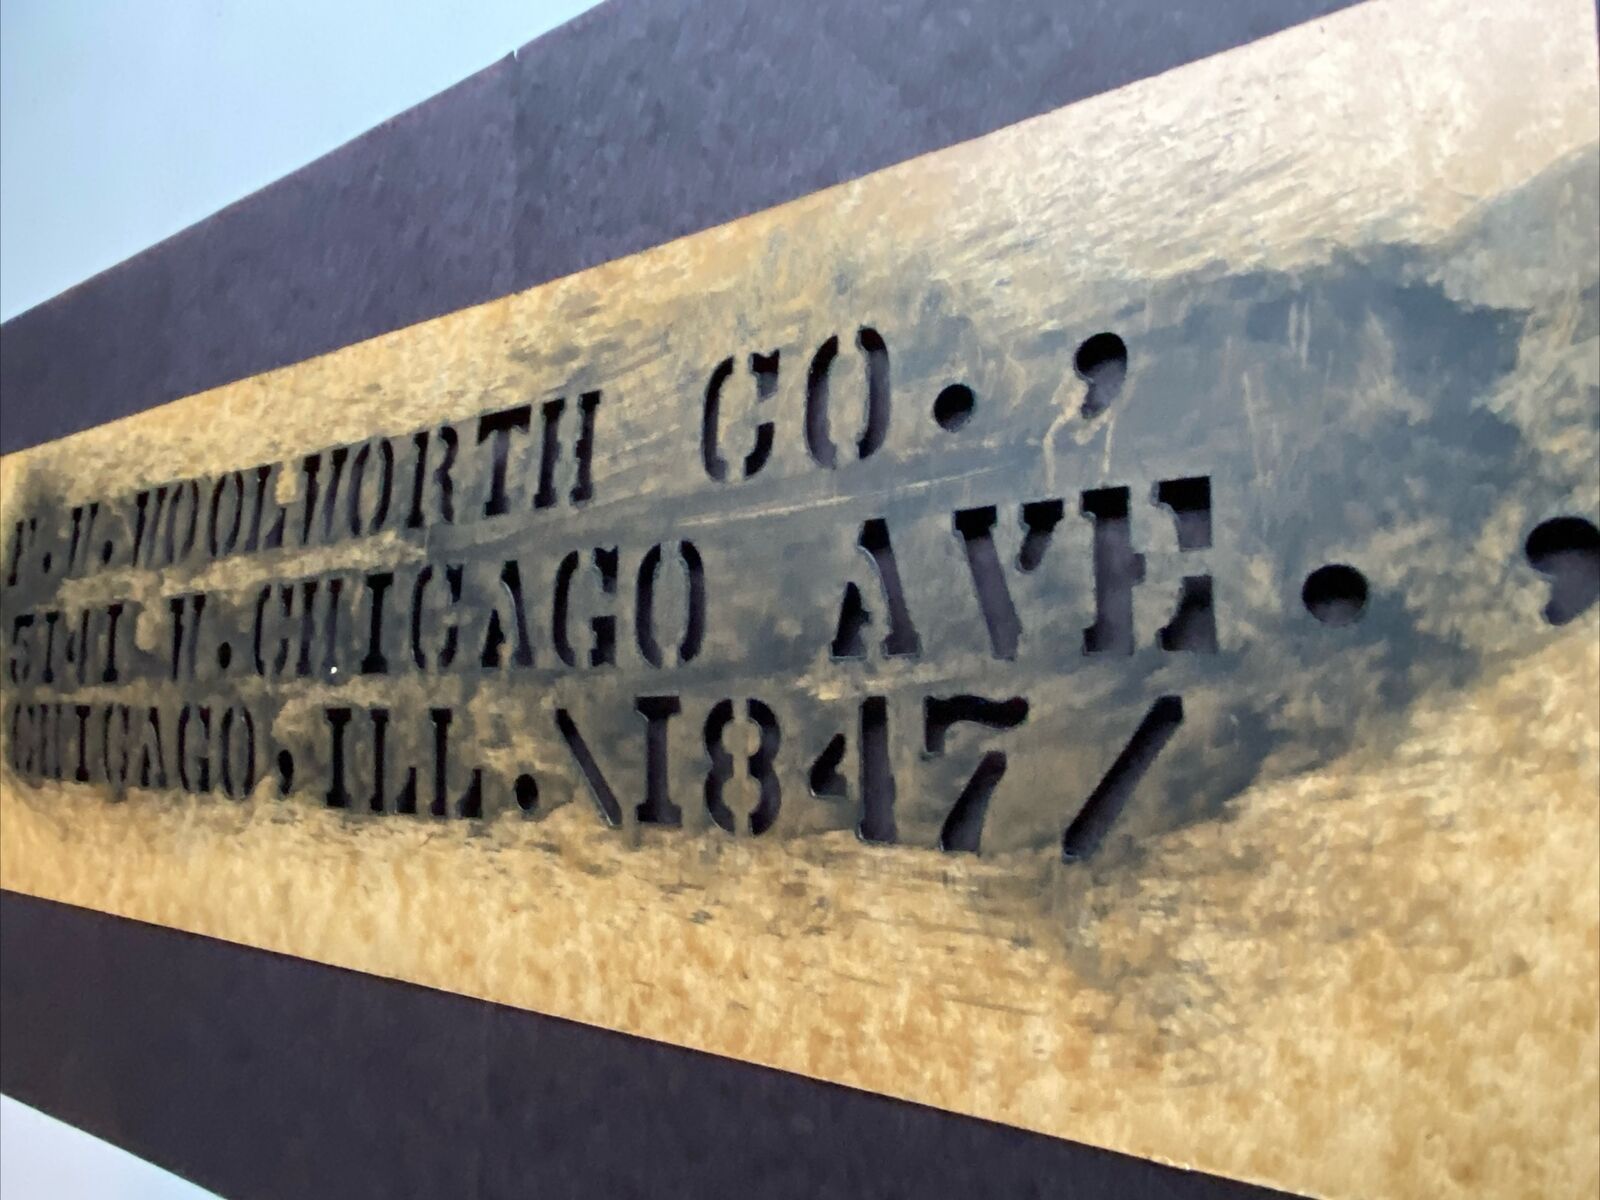 F.W.WOOLWORTH CO.,
5141 W.CHICAGO AVE.,
CHICAGO,ILL.\1847/